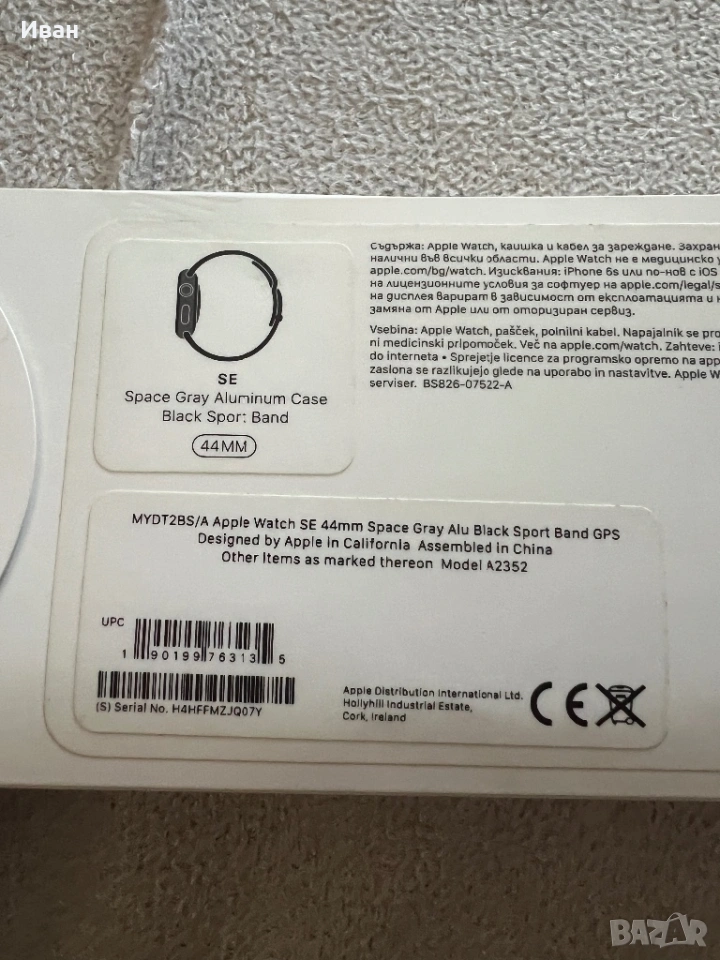 Иван
Съдържа: Apple Watch, каишка и кабел за зареждане.
налични във всички области. Apple Watch не е медицинско
apple.com/bg/watch. Изисквания: iPhone 6s или по-нов с iOS
на лицензионните условия за софтуер на apple.com/legal/
на дисплея варират в зависимост от експлоатацията и
замяна от Apple или оторизиран сервиз.
Vsebina: Apple Watch, pašček, polnilni kabel. Napajalnik se
ni medicinski pripomoček. Več na apple.com/watch. Zahteve:
do interneta • Sprejetje licence za programsko opremo na
zaslona se razlikujejo glede na uporabo in nastavitve. Apple
serviser. BS826-07522-A
SE
Space Gray Aluminum Case
Black Sport Band
44MM
MYDT2BS/A Apple Watch SE 44mm Space Gray Alu Black Sport Band GPS
Designed by Apple in California Assembled in China
Other Items as marked thereon Model A2352
UPC
1 90199 76313 5
(S) Serial No. H4HFFMZJQ07Y
Apple Distribution International Ltd.
Hollyhill Industrial Estate,
Cork, Ireland
CE
BAZAR